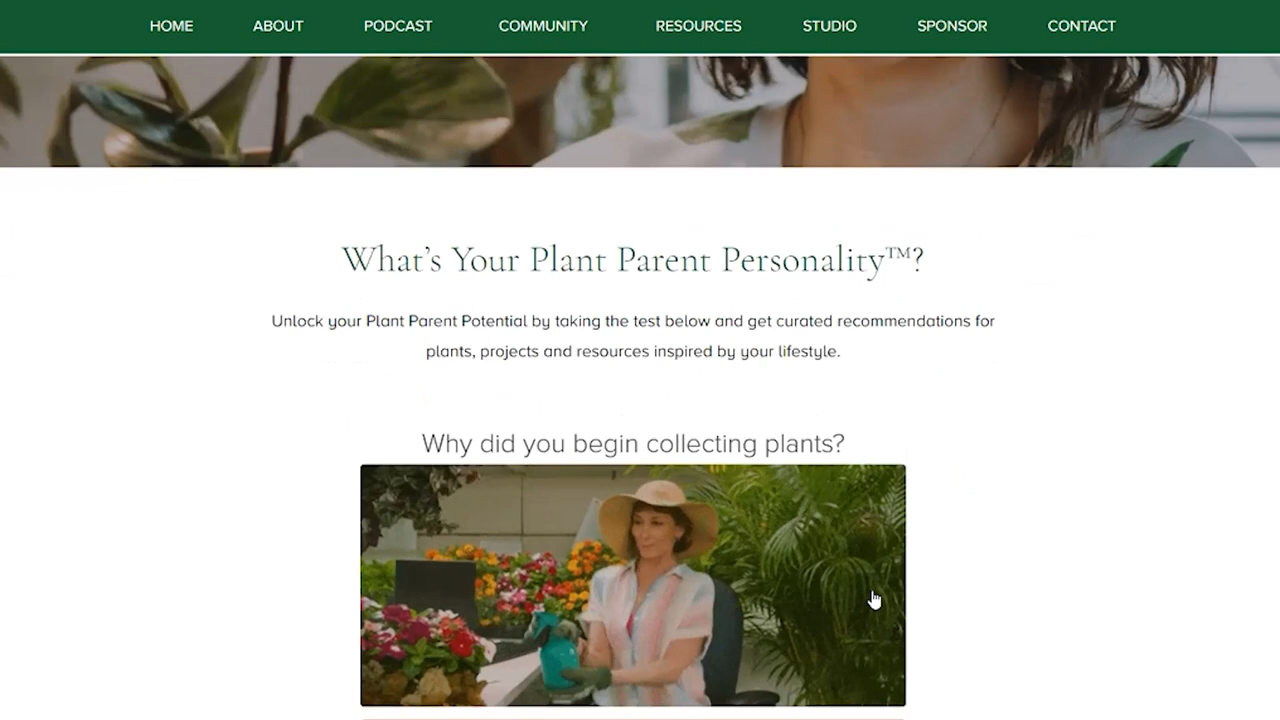 HOME ABOUT PODCAST COMMUNITY RESOURCES STUDIO SPONSOR CONTACT
What's Your Plant Parent Personality™?
Unlock your Plant Parent Potential by taking the test below and get curated recommendations for
plants, projects and resources inspired by your lifestyle.
Why did you begin collecting plants?